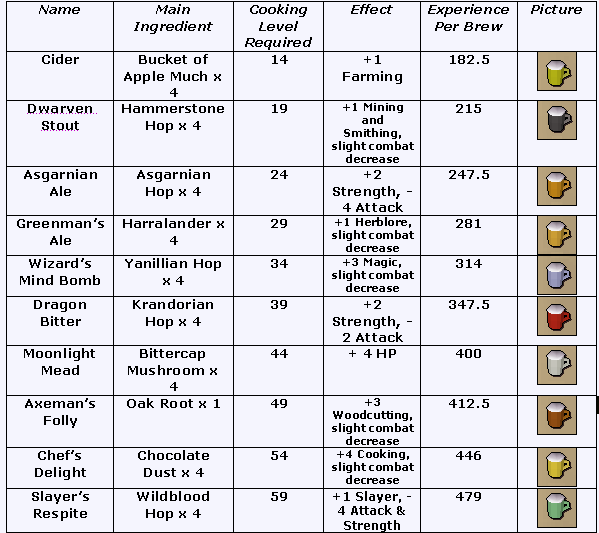 Name Main Ingredient Cooking Level Required Effect Experience Per Brew Picture
Cider Bucket of Apple Much x 4 14 +1 Farming 182.5
Dwarven Stout Hammerstone Hop x 4 19 +1 Mining and Smithing, slight combat decrease 215
Asgarnian Ale Asgarnian Hop x 4 24 +2 Strength, -4 Attack 247.5
Greenman's Ale Harralander x 4 29 +1 Herblore, slight combat decrease 281
Wizard's Mind Bomb Yanillian Hop x 4 34 +3 Magic, slight combat decrease 314
Dragon Bitter Krandorian Hop x 4 39 +2 Strength, -2 Attack 347.5
Moonlight Mead Bittercap Mushroom x 4 44 + 4 HP 400
Axeman's Folly Oak Root x 1 49 +3 Woodcutting, slight combat decrease 412.5
Chef's Delight Chocolate Dust x 4 54 +4 Cooking, slight combat decrease 446
Slayer's Respite Wildblood Hop x 4 59 +1 Slayer, -4 Attack & Strength 479